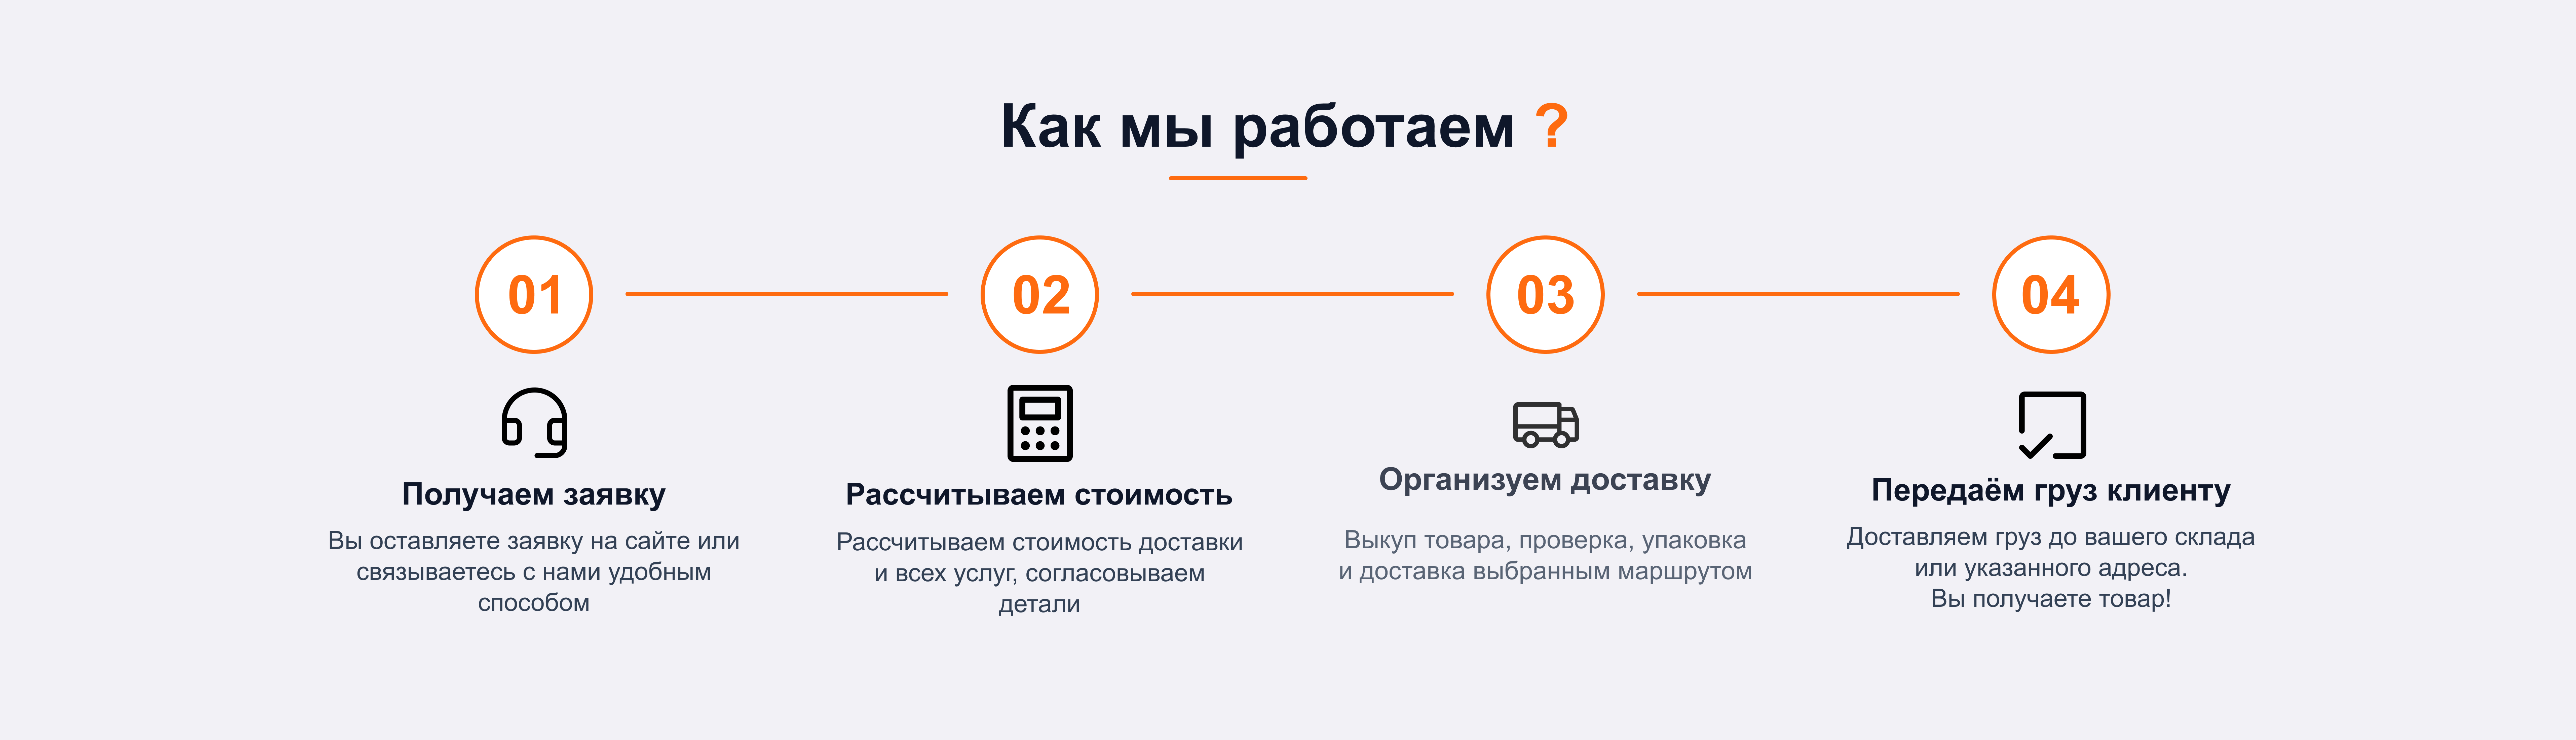 Как мы работаем ?
01
02
03
04
Получаем заявку
Вы оставляете заявку на сайте или
связываетесь с нами удобным
способом
Рассчитываем стоимость
Рассчитываем стоимость доставки
и всех услуг, согласовываем
детали
Организуем доставку
Выкуп товара, проверка, упаковка
и доставка выбранным маршрутом
Передаём груз клиенту
Доставляем груз до вашего склада
или указанного адреса.
Вы получаете товар!